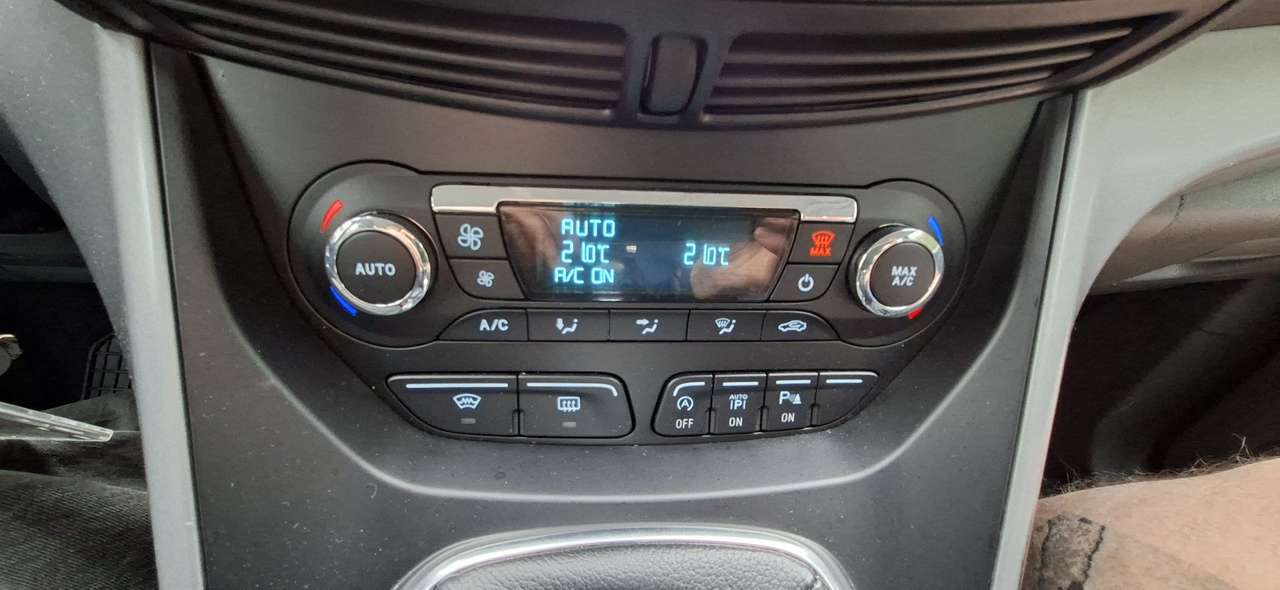 AUTO
21.0°C 21.0°C
A/C ON
AUTO
MAX
MAX
A/C
A/C
OFF
AUTO
P
ON
P
ON